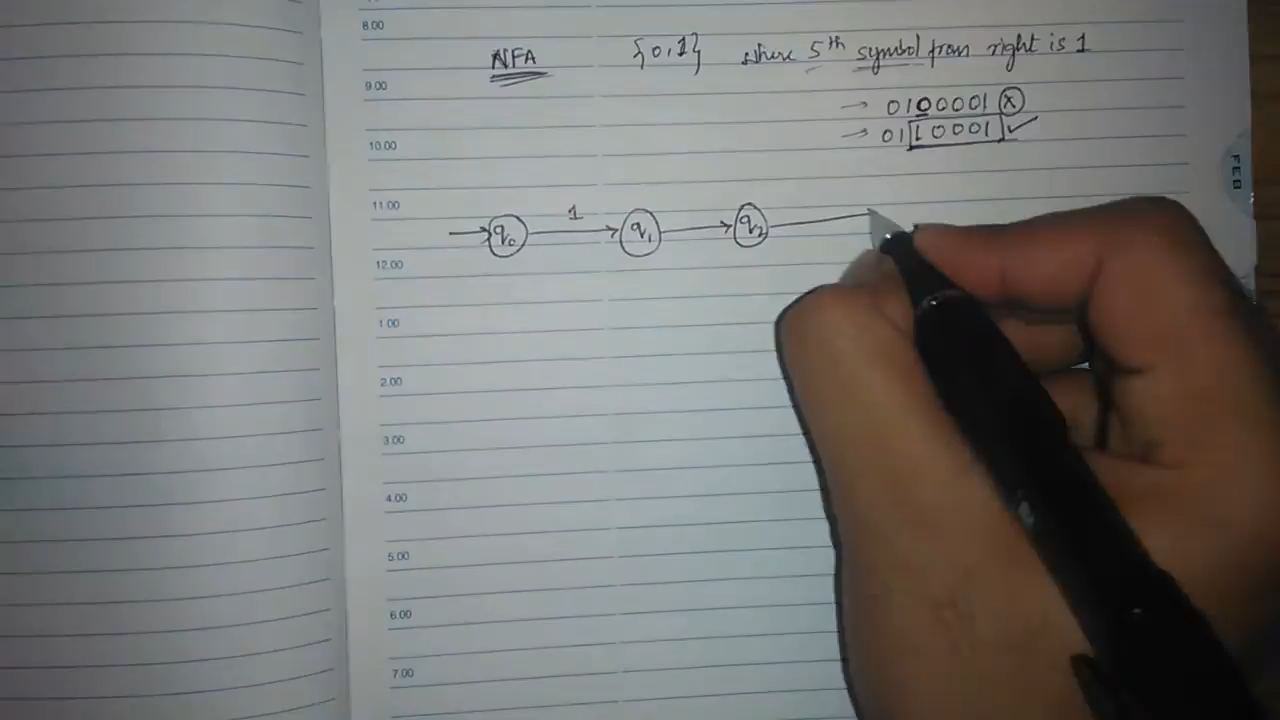 8.00
NFA {0,1} where 5th symbol from right is 1
9.00
→ 0100001 X
→ 0110001 ✓
10.00
FEB
11.00
1
q0 q1 q2
12.00
1.00
2.00
3.00
4.00
5.00
6.00
7.00